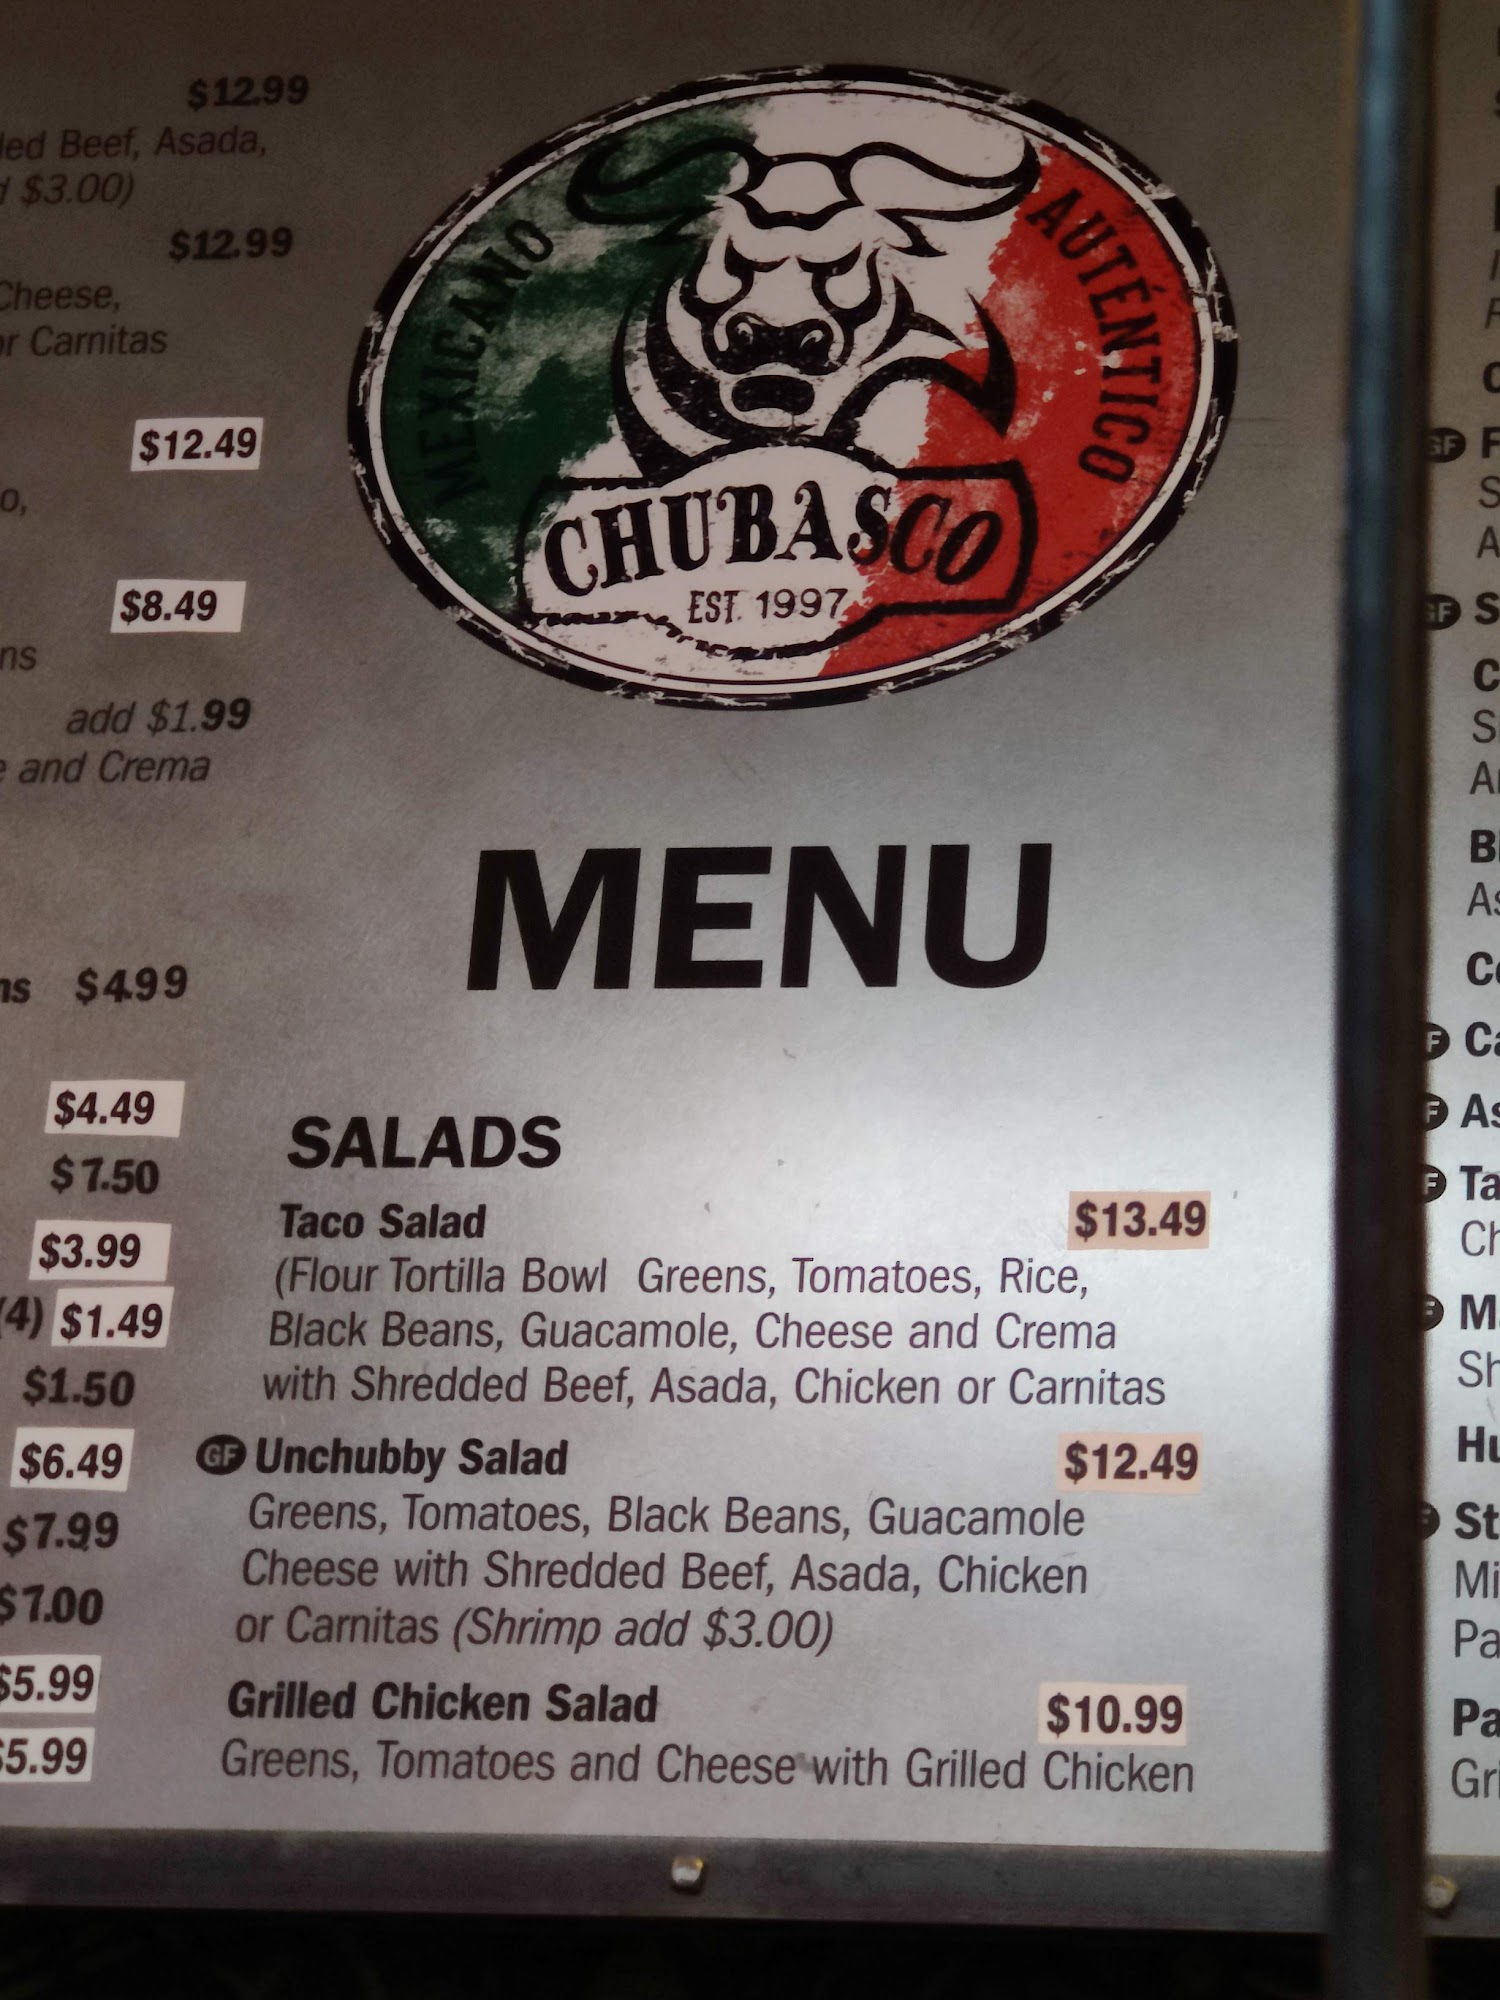 $12.99
Beef, Asada,
$3.00)
$12.99
Cheese,
or Carnitas
$12.49
$8.49
add $1.99
and Crema
$4.99
$4.49
$7.50
$3.99
(4) $1.49
$1.50
$6.49
$7.99
$7.00
$5.99
$5.99
MEXICANO
AUTÉNTICO
CHUBASCO
EST. 1997
MENU
SALADS
Taco Salad $13.49
(Flour Tortilla Bowl Greens, Tomatoes, Rice,
Black Beans, Guacamole, Cheese and Crema
with Shredded Beef, Asada, Chicken or Carnitas
GF Unchubby Salad $12.49
Greens, Tomatoes, Black Beans, Guacamole
Cheese with Shredded Beef, Asada, Chicken
or Carnitas (Shrimp add $3.00)
Grilled Chicken Salad $10.99
Greens, Tomatoes and Cheese with Grilled Chicken
GF
GF